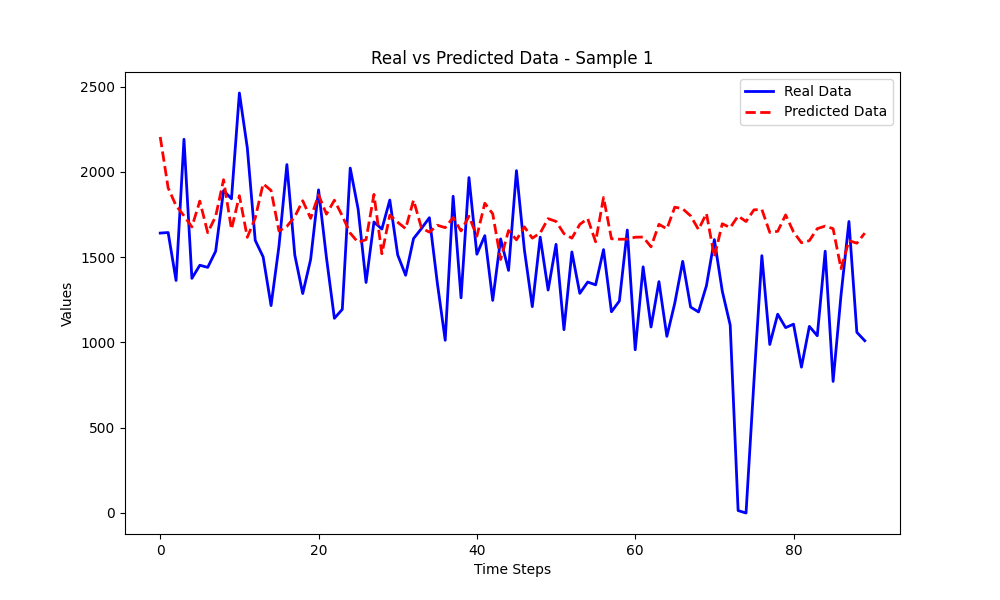 Real vs Predicted Data - Sample 1
Real Data
Predicted Data
Values
2500
2000
1500
1000
500
0
0 20 40 60 80
Time Steps